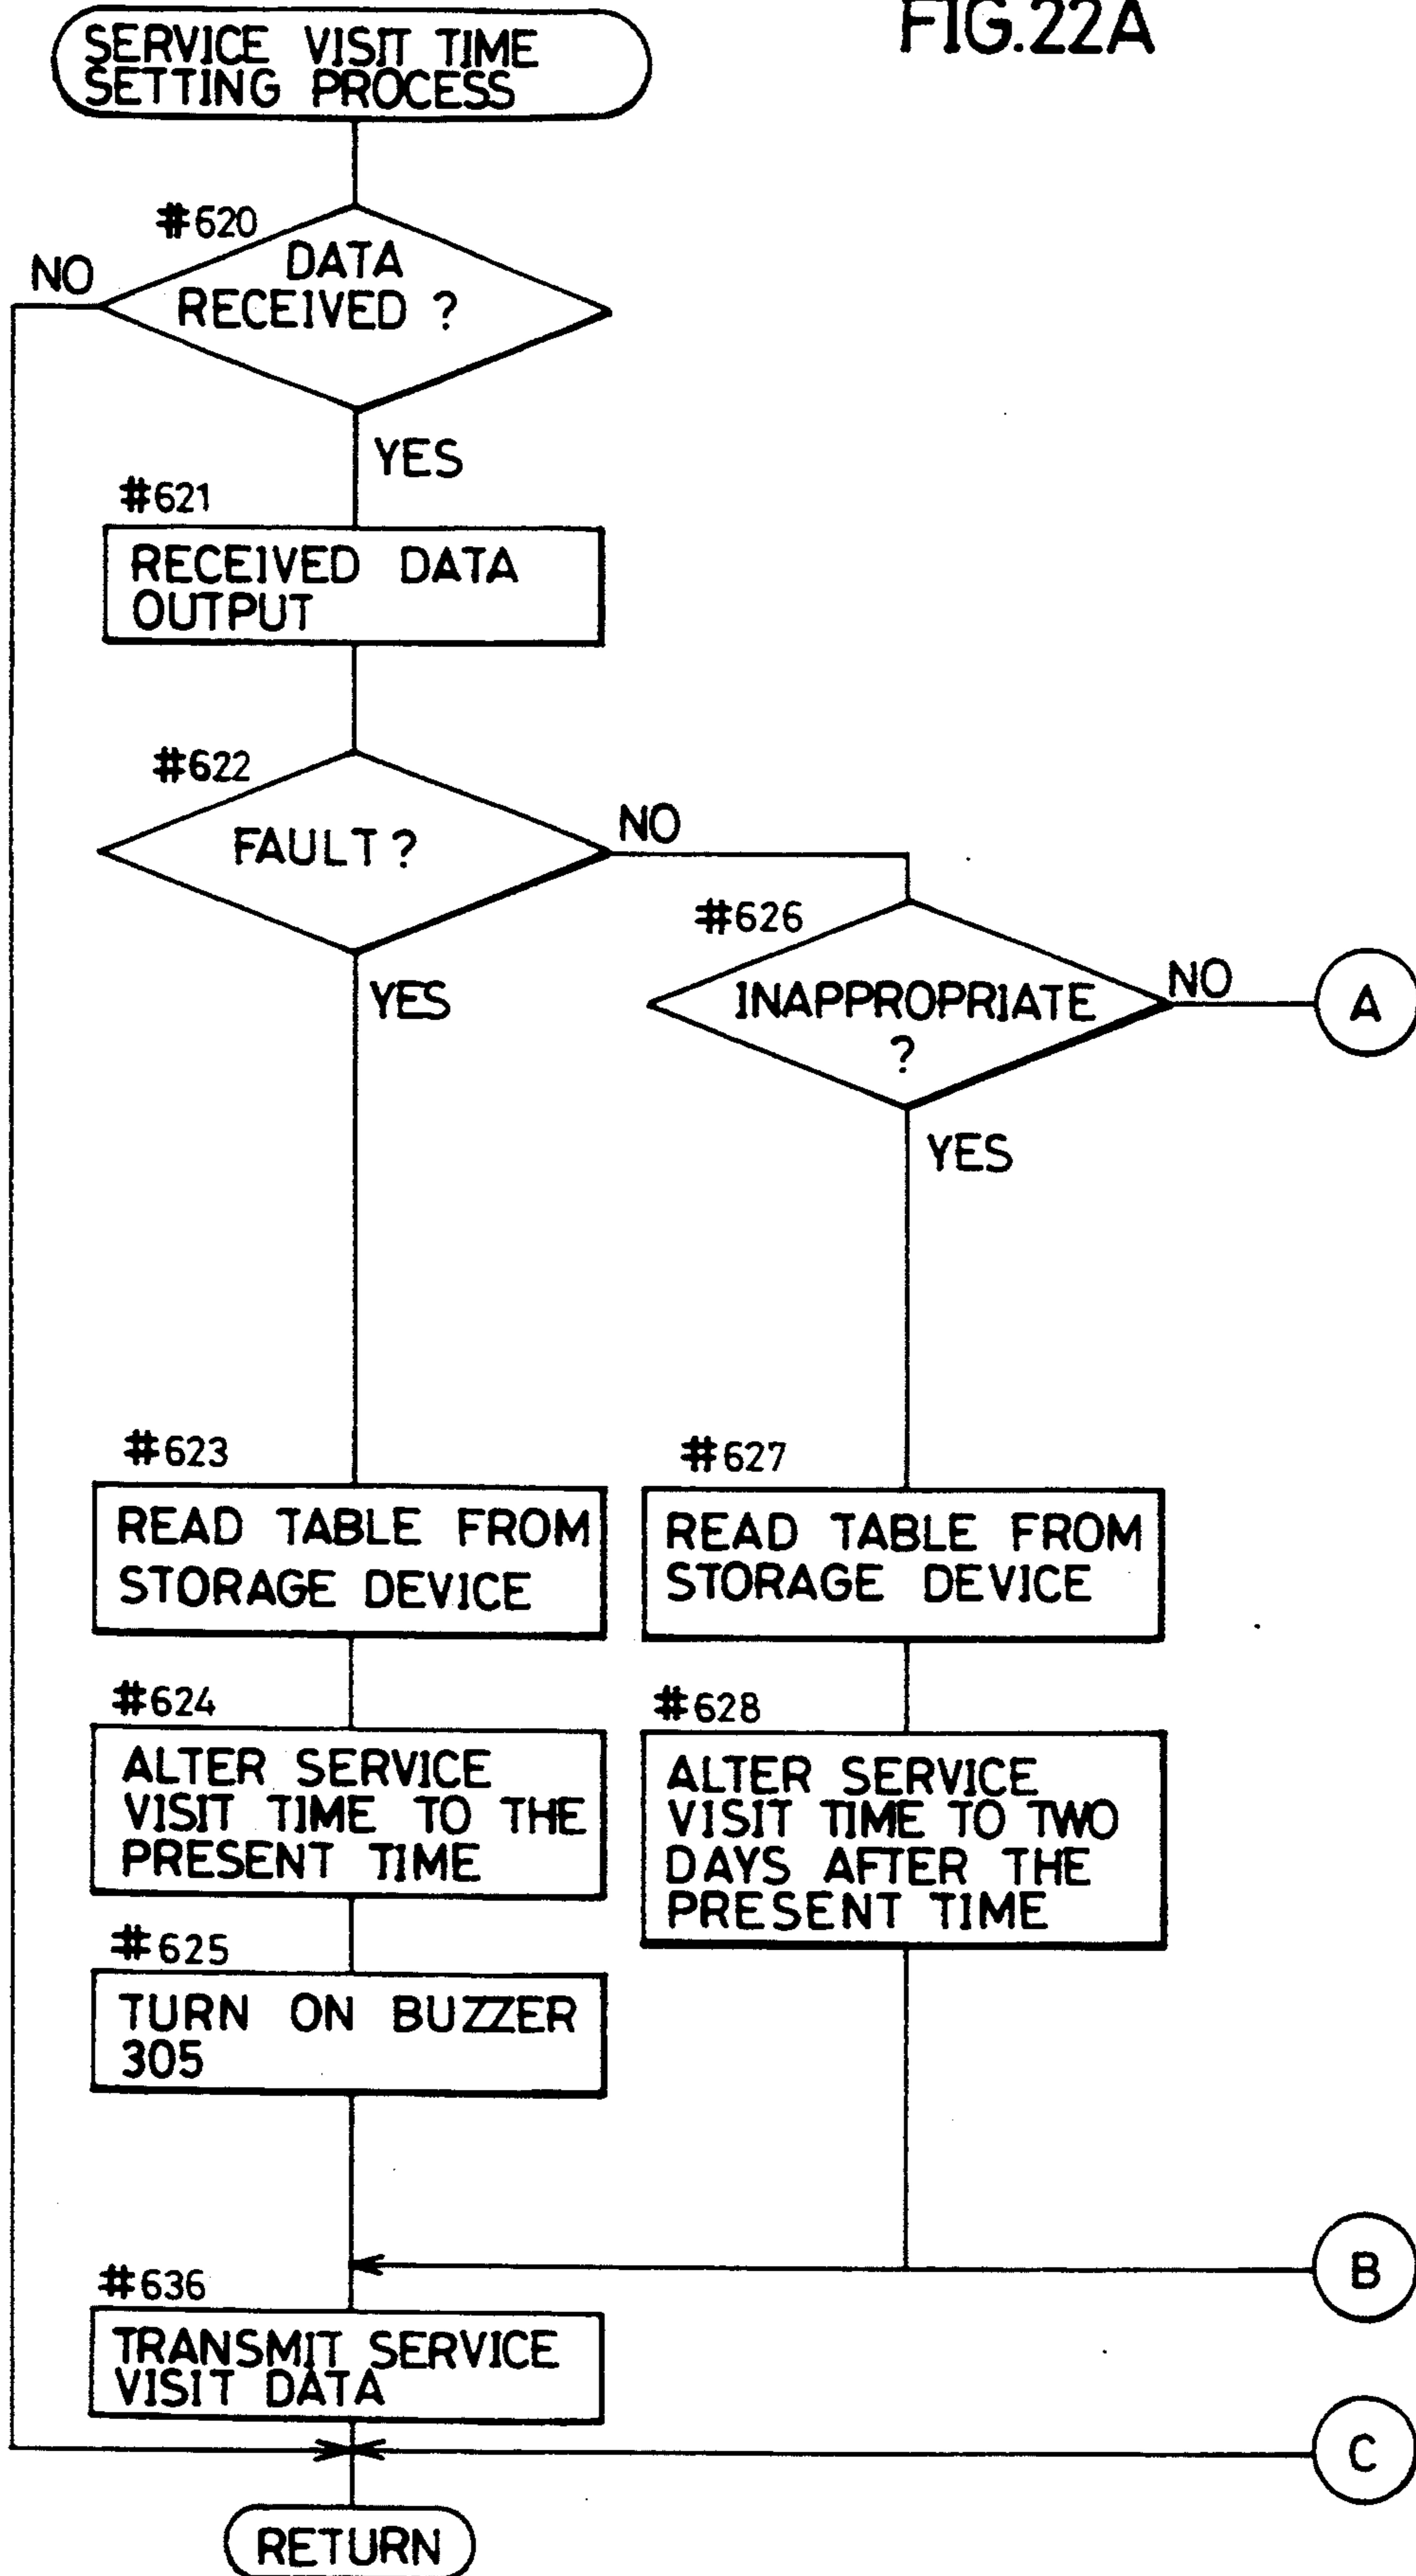 FIG.22A
SERVICE VISIT TIME
SETTING PROCESS
#620
NO
DATA
RECEIVED ?
YES
#621
RECEIVED DATA
OUTPUT
#622
FAULT ?
NO
YES
#626
INAPPROPRIATE
?
NO
A
YES
#623
READ TABLE FROM
STORAGE DEVICE
#627
READ TABLE FROM
STORAGE DEVICE
#624
ALTER SERVICE
VISIT TIME TO THE
PRESENT TIME
#628
ALTER SERVICE
VISIT TIME TO TWO
DAYS AFTER THE
PRESENT TIME
#625
TURN ON BUZZER
305
B
#636
TRANSMIT SERVICE
VISIT DATA
C
RETURN